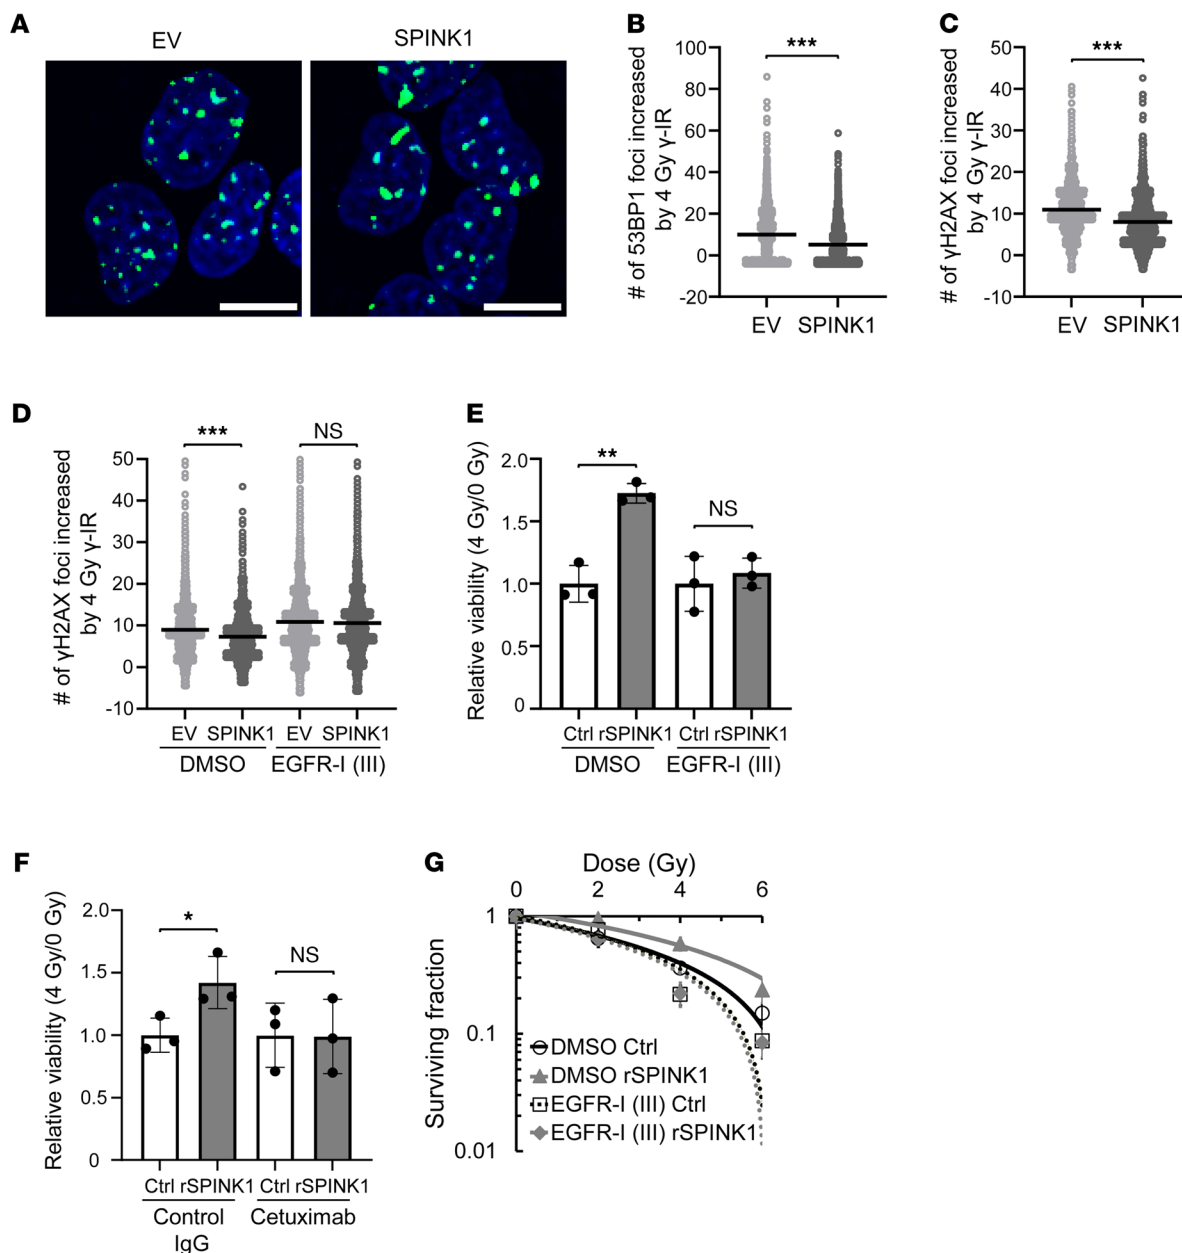 A
EV
SPINK1
B
# of 53BP1 foci increased
by 4 Gy γ-IR
100
80
60
40
20
0
-20
***
EV SPINK1
C
# of γH2AX foci increased
by 4 Gy γ-IR
50
40
30
20
10
0
-10
***
EV SPINK1
D
# of γH2AX foci increased
by 4 Gy γ-IR
50
40
30
20
10
0
-10
***
NS
EV SPINK1 EV SPINK1
DMSO EGFR-I (III)
E
Relative viability (4 Gy/0 Gy)
2.0
1.5
1.0
0.5
0
**
NS
Ctrl rSPINK1 Ctrl rSPINK1
DMSO EGFR-I (III)
F
Relative viability (4 Gy/0 Gy)
2.0
1.5
1.0
0.5
0
*
NS
Ctrl rSPINK1 Ctrl rSPINK1
Control Cetuximab
IgG
G
Dose (Gy)
0 2 4 6
Surviving fraction
1
0.1
0.01
DMSO Ctrl
DMSO rSPINK1
EGFR-I (III) Ctrl
EGFR-I (III) rSPINK1